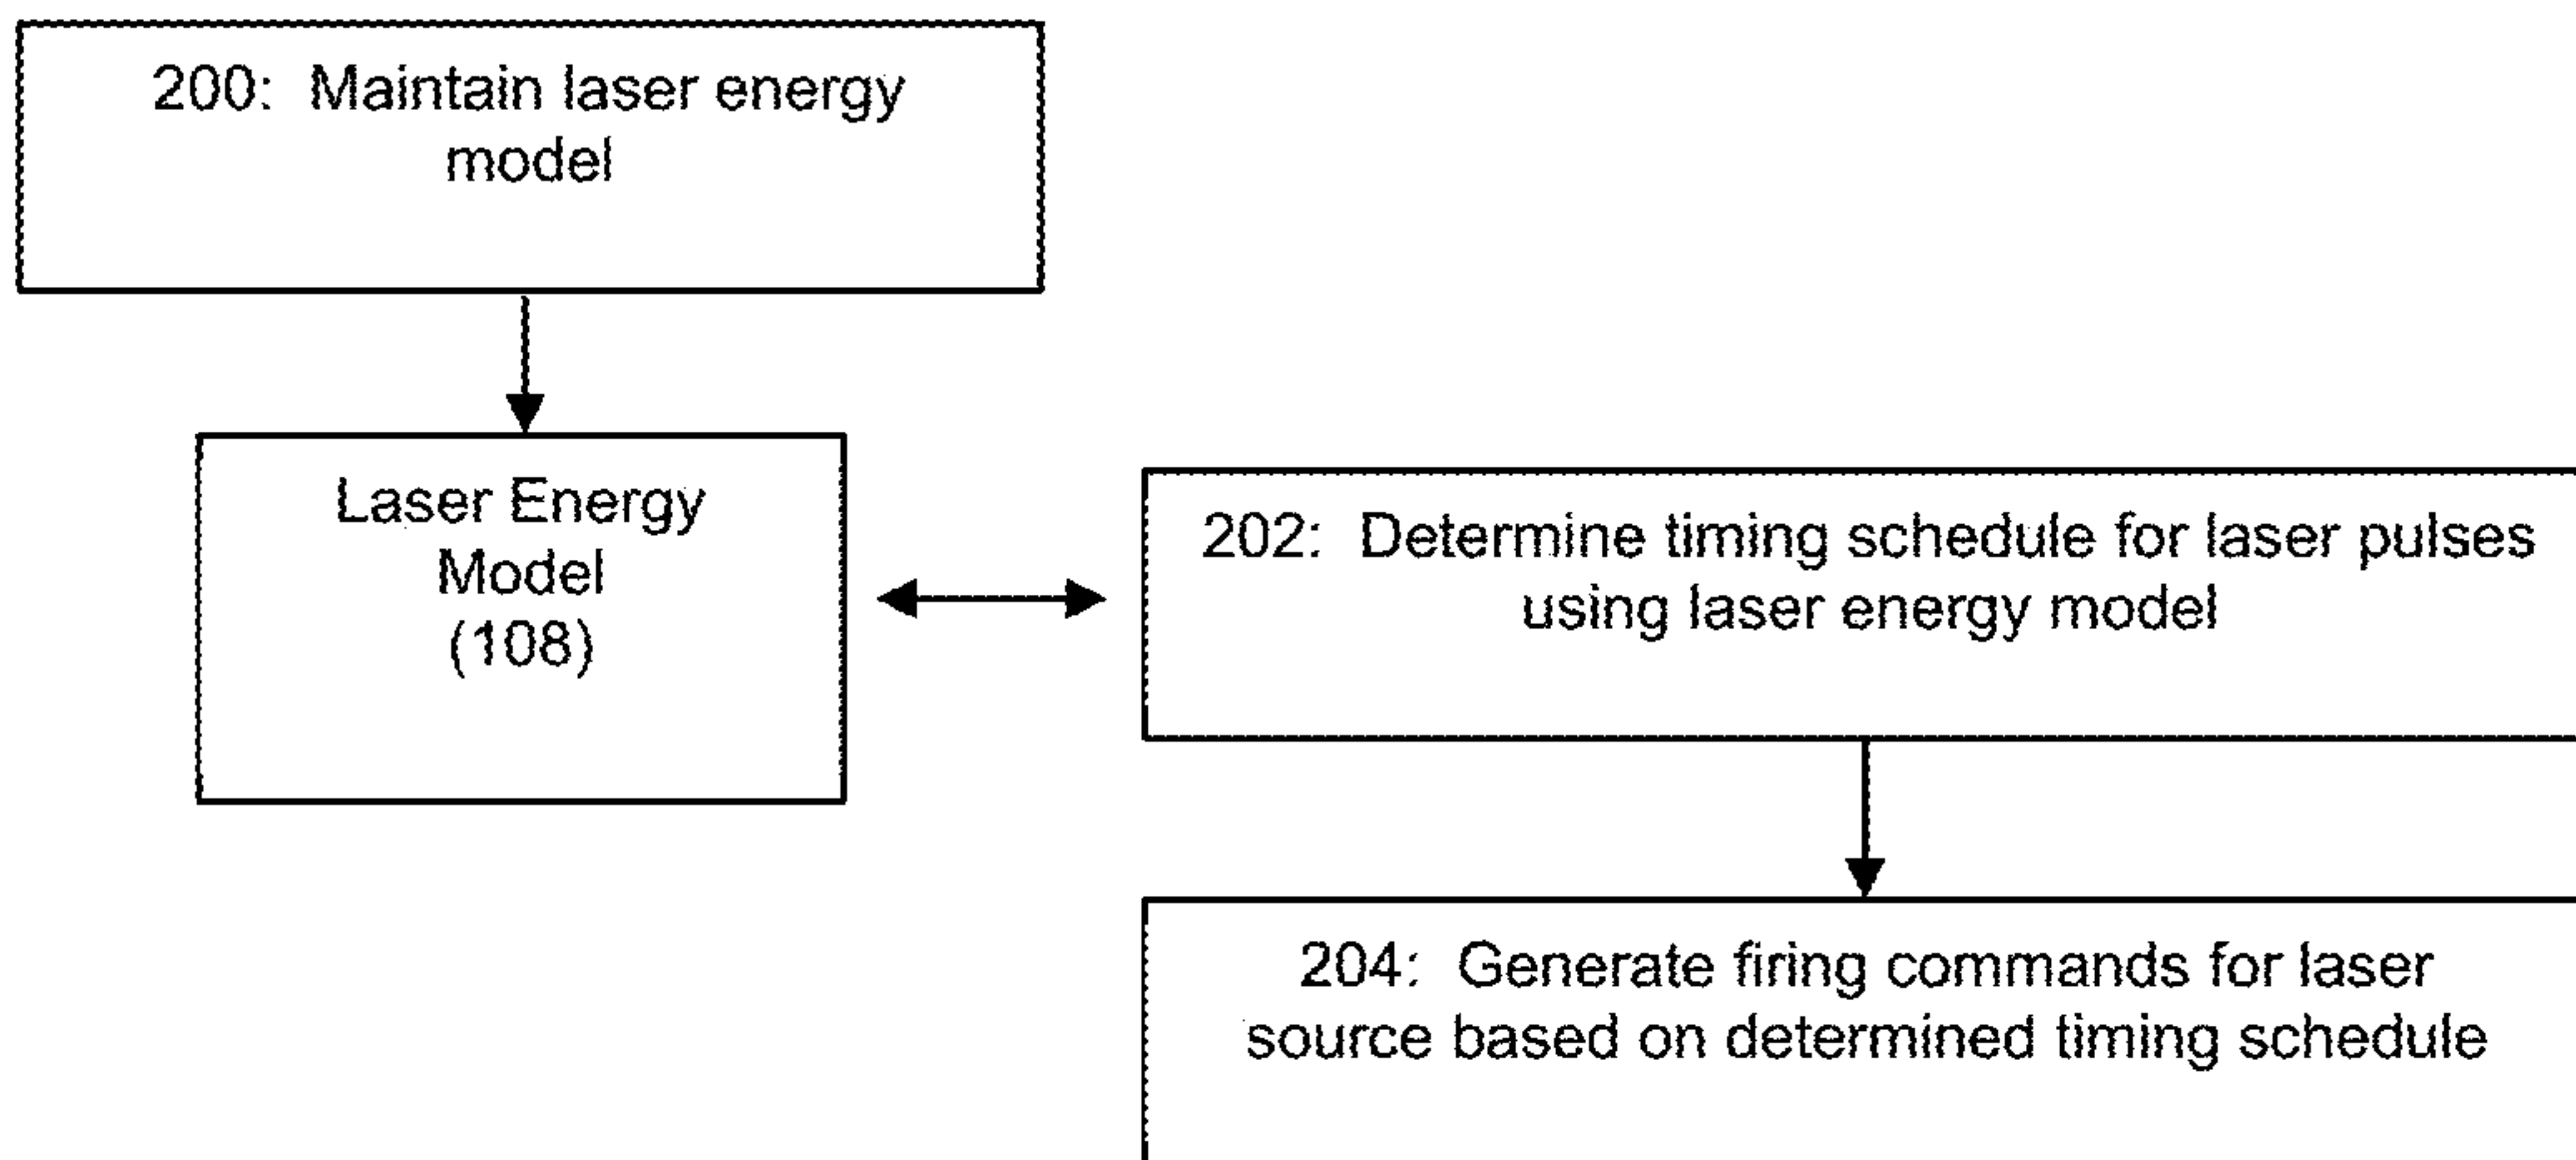 200: Maintain laser energy
model
Laser Energy
Model
(108)
202: Determine timing schedule for laser pulses
using laser energy model
204: Generate firing commands for laser
source based on determined timing schedule